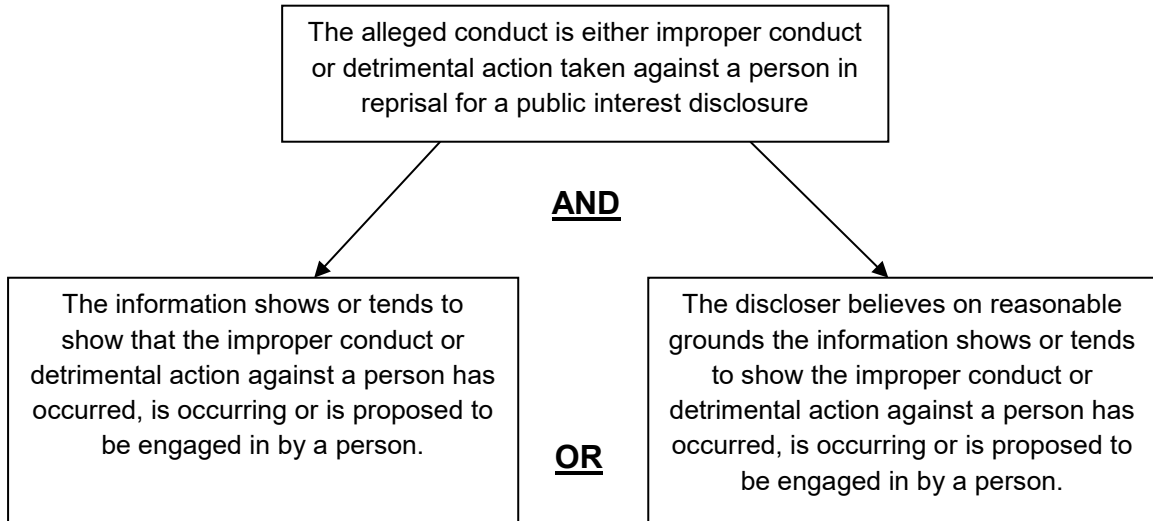 The alleged conduct is either improper conduct
or detrimental action taken against a person in
reprisal for a public interest disclosure
AND
The information shows or tends to
show that the improper conduct or
detrimental action against a person has
occurred, is occurring or is proposed to
be engaged in by a person.
OR
The discloser believes on reasonable
grounds the information shows or tends
to show the improper conduct or
detrimental action against a person has
occurred, is occurring or is proposed to
be engaged in by a person.